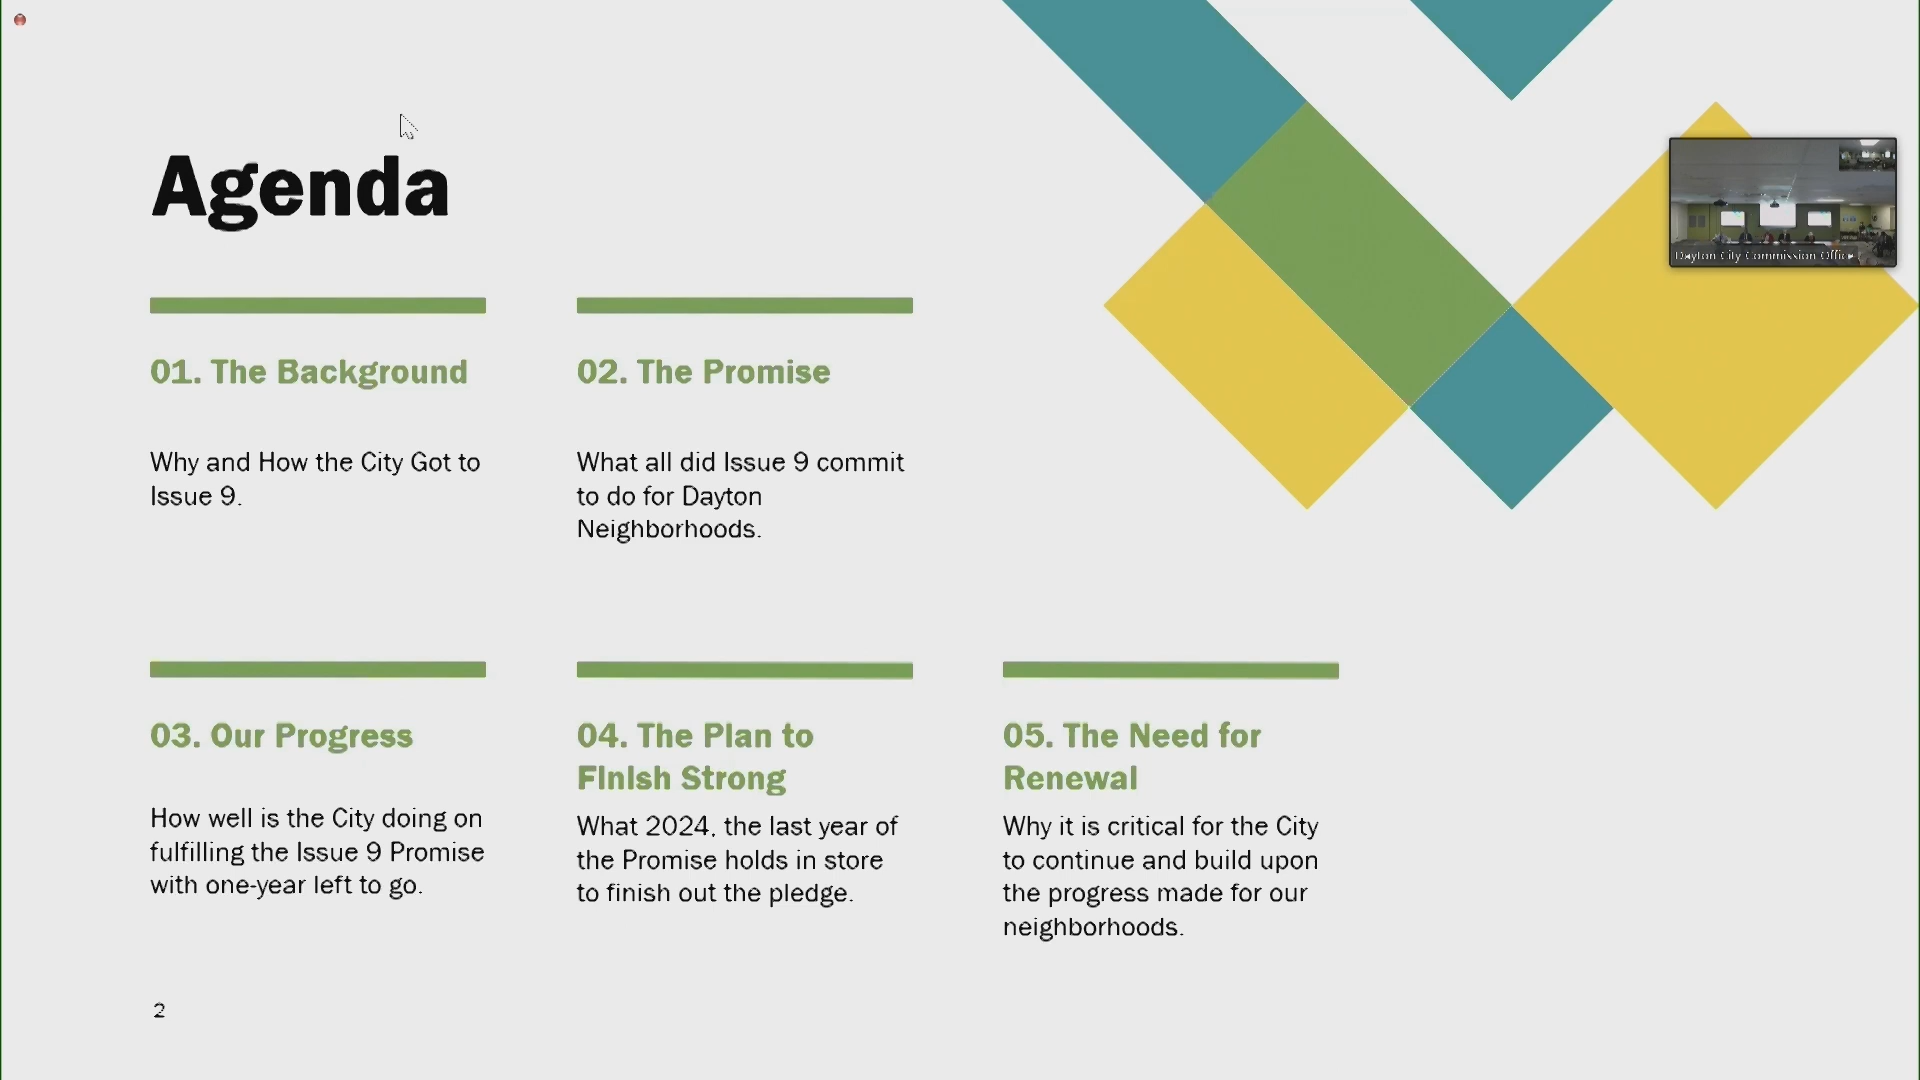 Agenda
01. The Background
Why and How the City Got to
Issue 9.
02. The Promise
What all did Issue 9 commit
to do for Dayton
Neighborhoods.
03. Our Progress
How well is the City doing on
fulfilling the Issue 9 Promise
with one-year left to go.
04. The Plan to
Finish Strong
What 2024, the last year of
the Promise holds in store
to finish out the pledge.
05. The Need for
Renewal
Why it is critical for the City
to continue and build upon
the progress made for our
neighborhoods.
Dayton City Commission Office
2